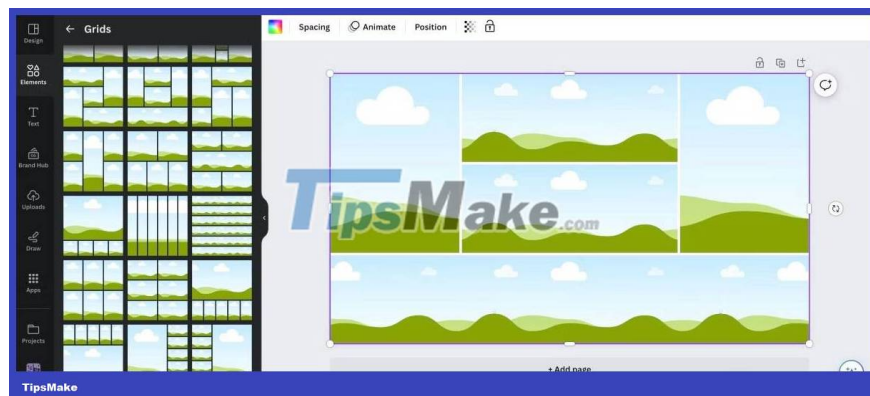 ← Grids
Spacing
Animate
Position
Design
Elements
Text
Brand Hub
Uploads
Draw
Apps
Projects
TipsMake.com
+ Add page
TipsMake